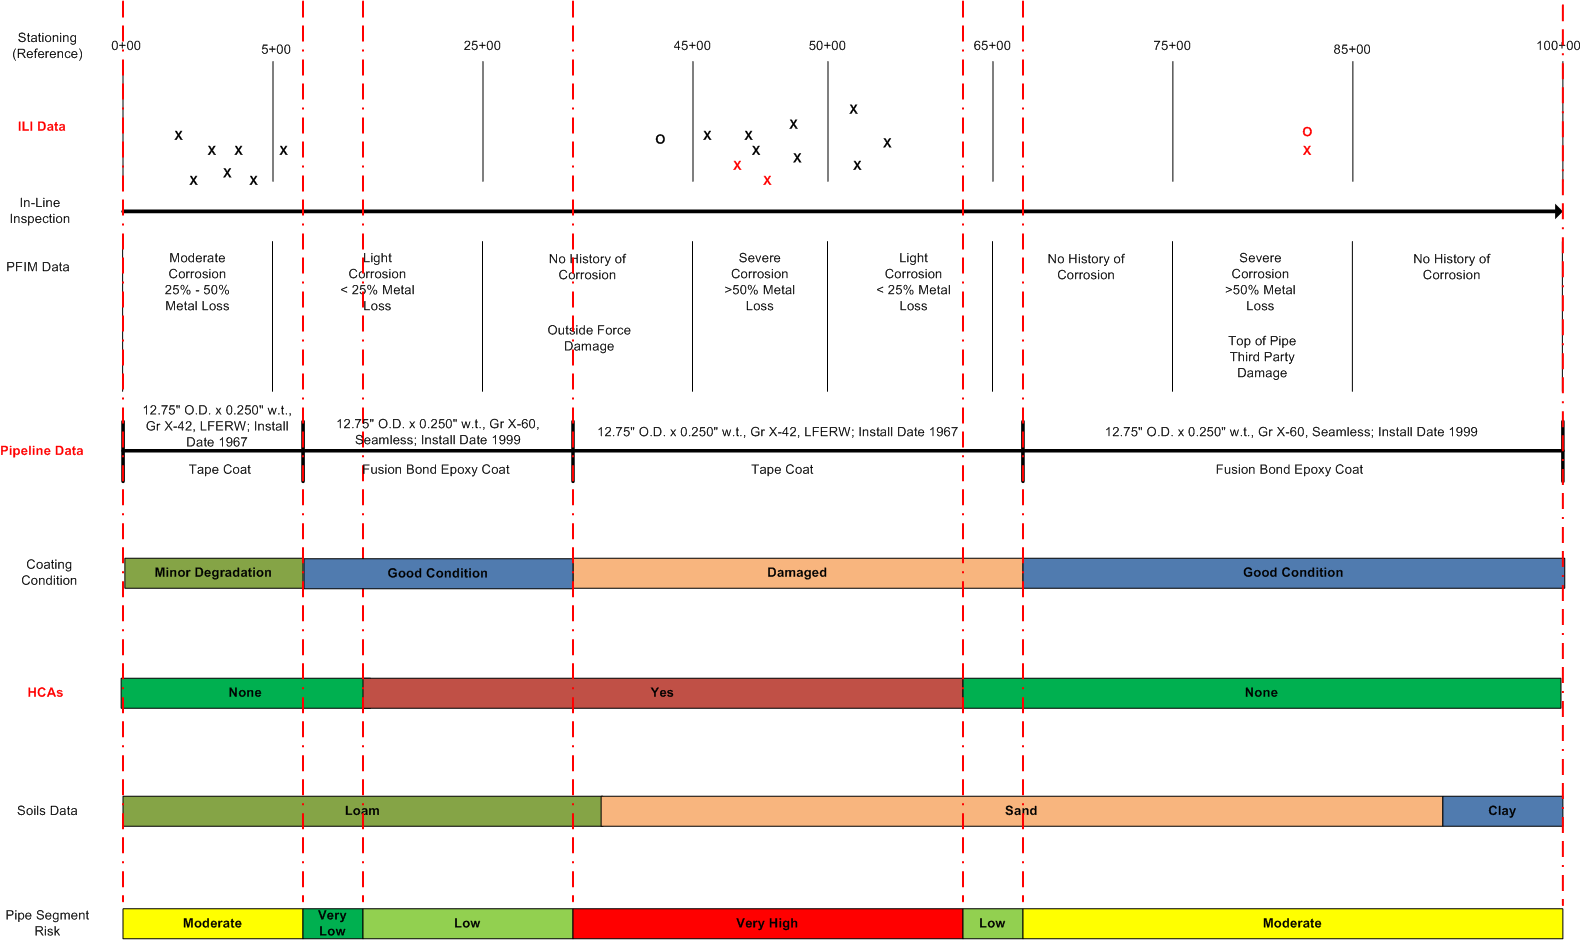 Stationing
(Reference)
0+00
5+00
25+00
45+00
50+00
65+00
75+00
85+00
100+00
ILI Data
X
X
X
X
X
X
X
O
X
X
X
X
X
X
X
X
X
X
X
O
X
In-Line
Inspection
PFIM Data
Moderate
Corrosion
25% - 50%
Metal Loss
Light
Corrosion
< 25% Metal
Loss
No History of
Corrosion
Outside Force
Damage
Severe
Corrosion
>50% Metal
Loss
Light
Corrosion
< 25% Metal
Loss
No History of
Corrosion
Severe
Corrosion
>50% Metal
Loss
Top of Pipe
Third Party
Damage
No History of
Corrosion
Pipeline Data
12.75" O.D. x 0.250" w.t.,
Gr X-42, LFERW; Install
Date 1967
Tape Coat
12.75" O.D. x 0.250" w.t., Gr X-60,
Seamless; Install Date 1999
Fusion Bond Epoxy Coat
12.75" O.D. x 0.250" w.t., Gr X-42, LFERW; Install Date 1967
Tape Coat
12.75" O.D. x 0.250" w.t., Gr X-60, Seamless; Install Date 1999
Fusion Bond Epoxy Coat
Coating
Condition
Minor Degradation
Good Condition
Damaged
Good Condition
HCAs
None
Yes
None
Soils Data
Loam
Sand
Clay
Pipe Segment
Risk
Moderate
Very
Low
Low
Very High
Low
Moderate